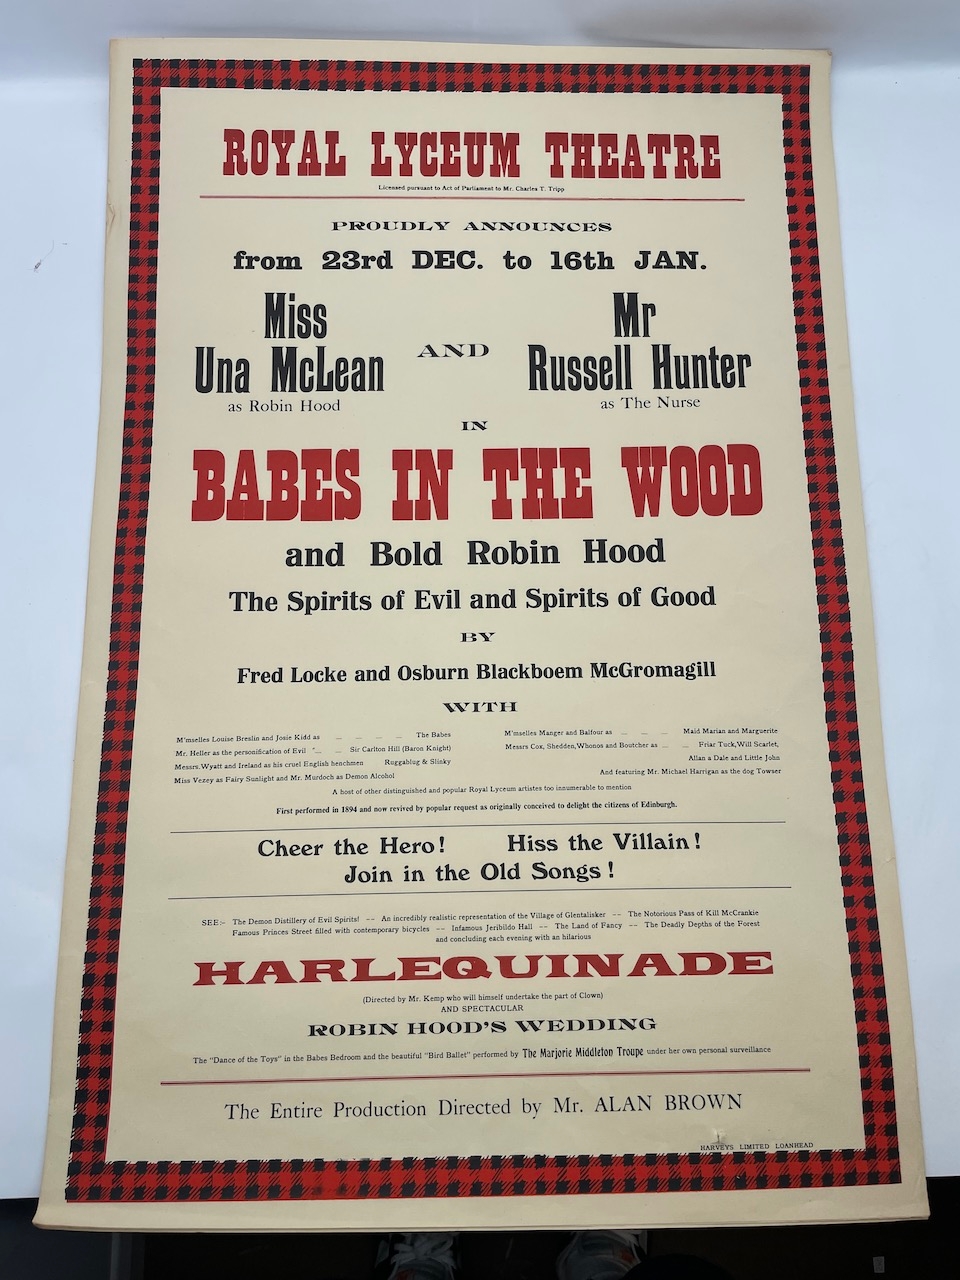 ROYAL LYCEUM THEATRE
Licensed pursuant to Act of Parliament to Mr. Charles T. Tripp
PROUDLY ANNOUNCES
from 23rd DEC. to 16th JAN.
Miss
Una McLean
as Robin Hood
AND
Mr
Russell Hunter
as The Nurse
IN
BABES IN THE WOOD
and Bold Robin Hood
The Spirits of Evil and Spirits of Good
BY
Fred Locke and Osburn Blackboem McGromagill
WITH
M'mselles Louise Breslin and Josie Kidd as _ _ _ _ The Babes
Mr. Heller as the personification of Evil _ _ Sir Carlton Hill (Baron Knight)
Messrs. Wyatt and Ireland as his cruel English henchmen Ruggablug & Slinky
Miss Vezey as Fairy Sunlight and Mr. Murdoch as Demon Alcohol
M'mselles Manger and Balfour as _ _ _ _ Maid Marian and Marguerite
Messrs Cox, Shedden, Whonos and Boutcher as _ _ Friar Tuck, Will Scarlet,
Allan a Dale and Little John
And featuring Mr. Michael Harrigan as the dog Towser
A host of other distinguished and popular Royal Lyceum artistes too innumerable to mention
First performed in 1894 and now revived by popular request as originally conceived to delight the citizens of Edinburgh.
Cheer the Hero! Hiss the Villain!
Join in the Old Songs!
SEE:- The Demon Distillery of Evil Spirits! -- An incredibly realistic representation of the Village of Glentalisker -- The Notorious Pass of Kill McCrankie
Famous Princes Street filled with contemporary bicycles -- Infamous Jeribildo Hall -- The Land of Fancy -- The Deadly Depths of the Forest
and concluding each evening with an hilarious
HARLEQUINADE
(Directed by Mr. Kemp who will himself undertake the part of Clown)
AND SPECTACULAR
ROBIN HOOD'S WEDDING
The "Dance of the Toys" in the Babes Bedroom and the beautiful "Bird Ballet" performed by The Marjorie Middleton Troupe under her own personal surveillance
The Entire Production Directed by Mr. ALAN BROWN
HARVEYS LIMITED LOANHEAD